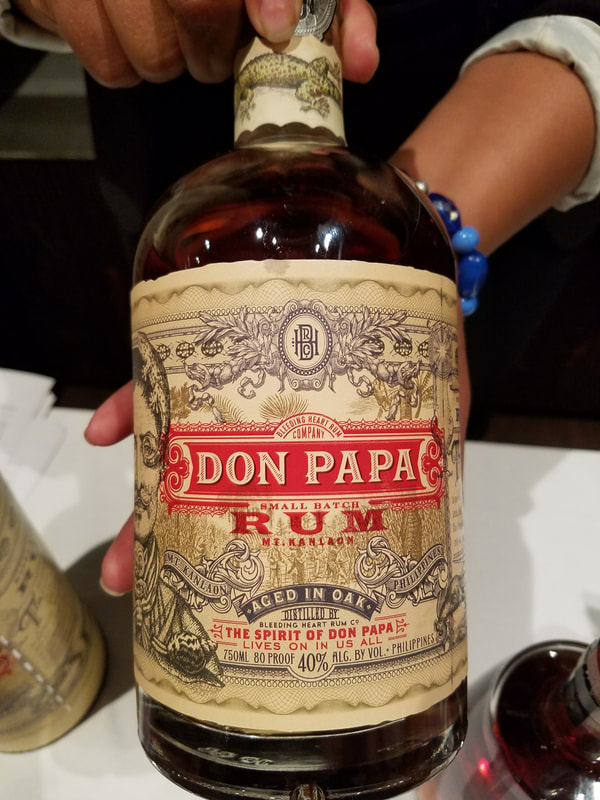 BLEEDING HEART RUM
COMPANY
DON PAPA
SMALL BATCH
RUM
MT. KANLAON
MT. KANLAON PHILIPPINES
AGED IN OAK
DISTILLED BY
BLEEDING HEART RUM Co
THE SPIRIT OF DON PAPA
LIVES ON IN US ALL
750ML 80 PROOF 40% ALC. BY VOL. • PHILIPPINES